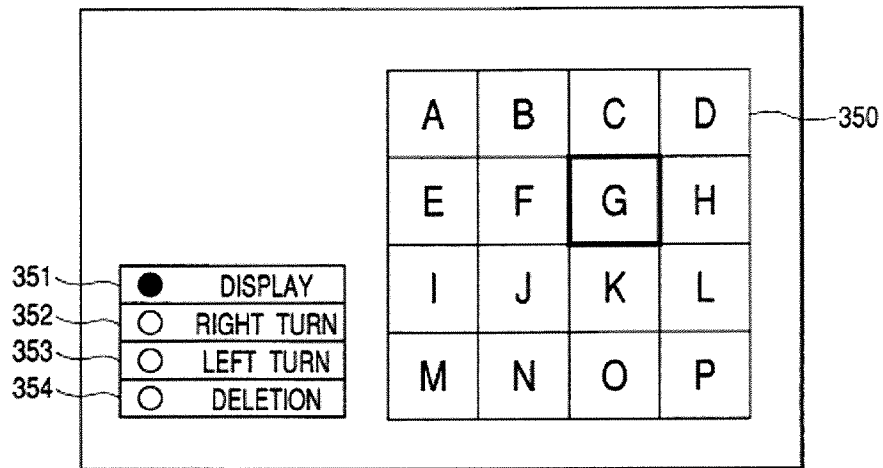 A B C D
350
E F G H
I J K L
M N O P
351 DISPLAY
352 RIGHT TURN
353 LEFT TURN
354 DELETION